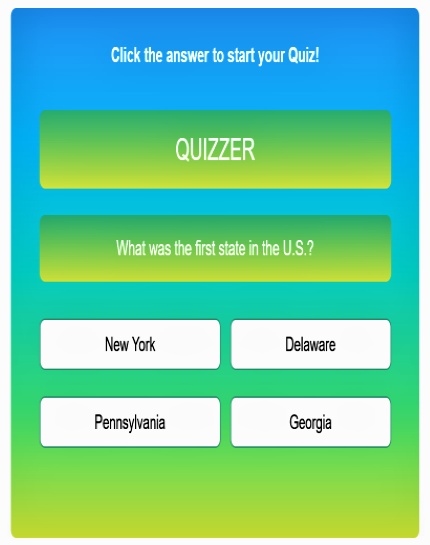 Click the answer to start your Quiz!
QUIZZER
What was the first state in the U.S.?
New York
Delaware
Pennsylvania
Georgia